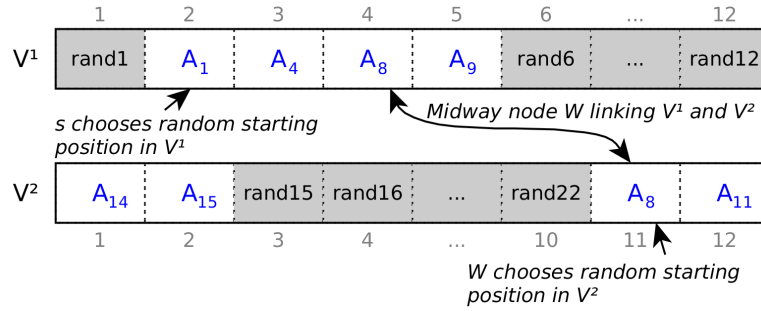 1 2 3 4 5 6 ... 12
V¹ rand1 A₁ A₄ A₈ A₉ rand6 ... rand12
Midway node W linking V¹ and V²
s chooses random starting
position in V¹
V² A₁₄ A₁₅ rand15 rand16 ... rand22 A₈ A₁₁
1 2 3 4 ... 10 11 12
W chooses random starting
position in V²